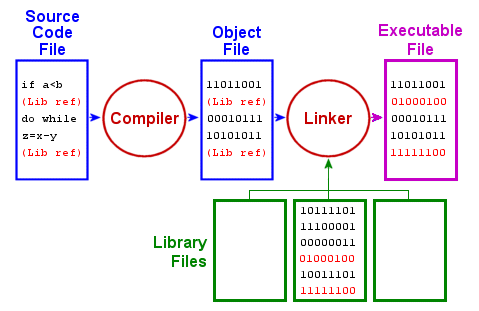 Source
Code
File
if a<b
(Lib ref)
do while
z=x-y
(Lib ref)
Compiler
Object
File
11011001
(Lib ref)
00010111
10101011
(Lib ref)
Linker
Executable
File
11011001
01000100
00010111
10101011
11111100
Library
Files
10111101
11100001
00000011
01000100
10011101
11111100